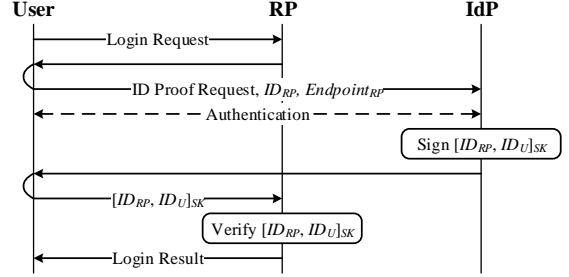 User RP IdP
Login Request
ID Proof Request, ID_RP, Endpoint_RP
Authentication
Sign [ID_RP, ID_U]_SK
[ID_RP, ID_U]_SK
Verify [ID_RP, ID_U]_SK
Login Result